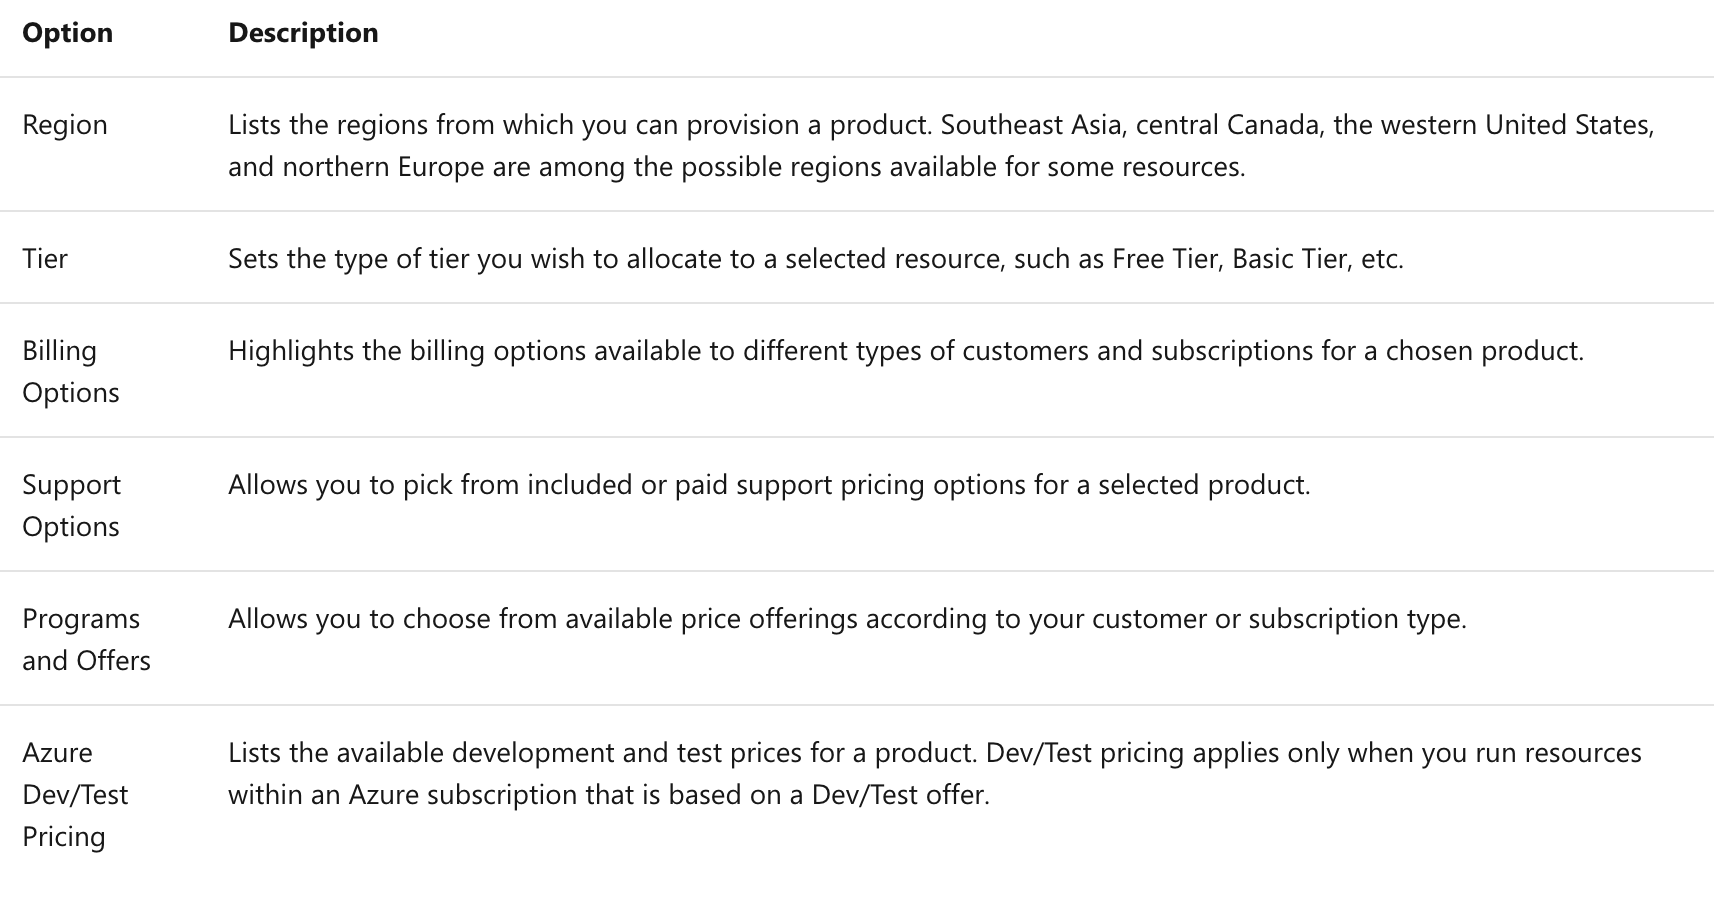 Option Description
Region Lists the regions from which you can provision a product. Southeast Asia, central Canada, the western United States,
and northern Europe are among the possible regions available for some resources.
Tier Sets the type of tier you wish to allocate to a selected resource, such as Free Tier, Basic Tier, etc.
Billing Highlights the billing options available to different types of customers and subscriptions for a chosen product.
Options
Support Allows you to pick from included or paid support pricing options for a selected product.
Options
Programs Allows you to choose from available price offerings according to your customer or subscription type.
and Offers
Azure Lists the available development and test prices for a product. Dev/Test pricing applies only when you run resources
Dev/Test within an Azure subscription that is based on a Dev/Test offer.
Pricing